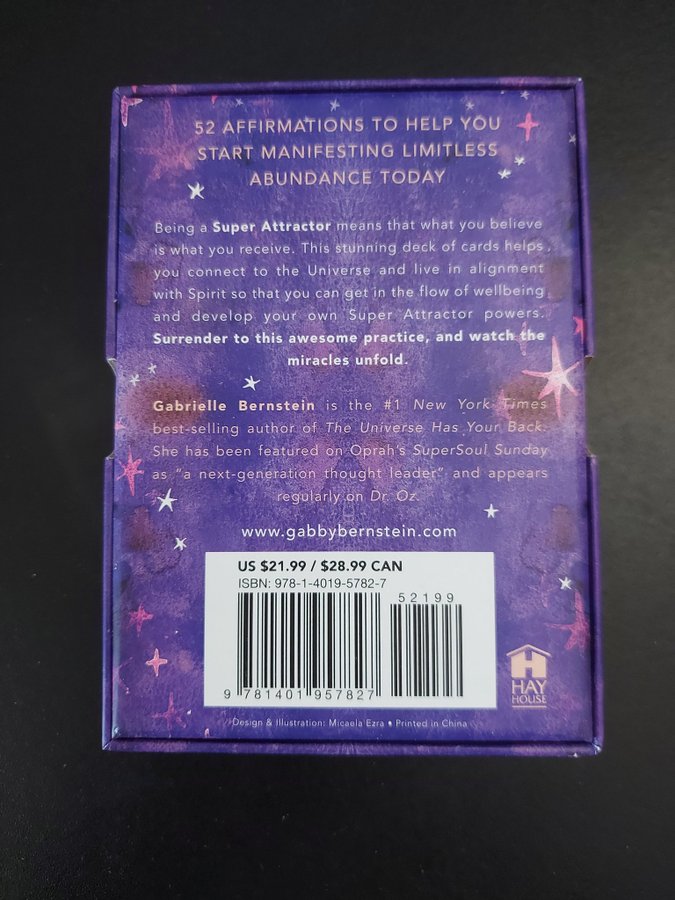 52 AFFIRMATIONS TO HELP YOU
START MANIFESTING LIMITLESS
ABUNDANCE TODAY
Being a Super Attractor means that what you believe
is what you receive. This stunning deck of cards helps
you connect to the Universe and live in alignment
with Spirit so that you can get in the flow of wellbeing
and develop your own Super Attractor powers.
Surrender to this awesome practice, and watch the
miracles unfold.
Gabrielle Bernstein is the #1 New York Times
best-selling author of The Universe Has Your Back.
She has been featured on Oprah's SuperSoul Sunday
as “a next-generation thought leader” and appears
regularly on Dr. Oz.
www.gabbybernstein.com
US $21.99 / $28.99 CAN
ISBN: 978-1-4019-5782-7
52199
9 781401 957827
HAY
HOUSE
Design & Illustration: Micaela Ezra • Printed in China